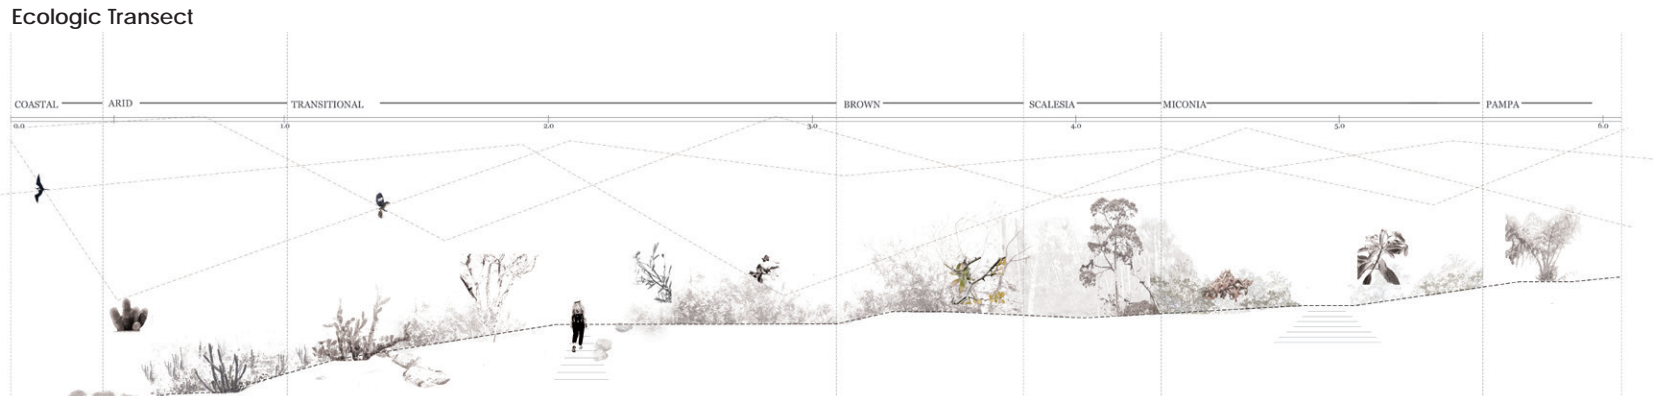 Ecologic Transect
COASTAL ARID TRANSITIONAL BROWN SCALESIA MICONIA PAMPA
0.0 1.0 2.0 3.0 4.0 5.0 6.0